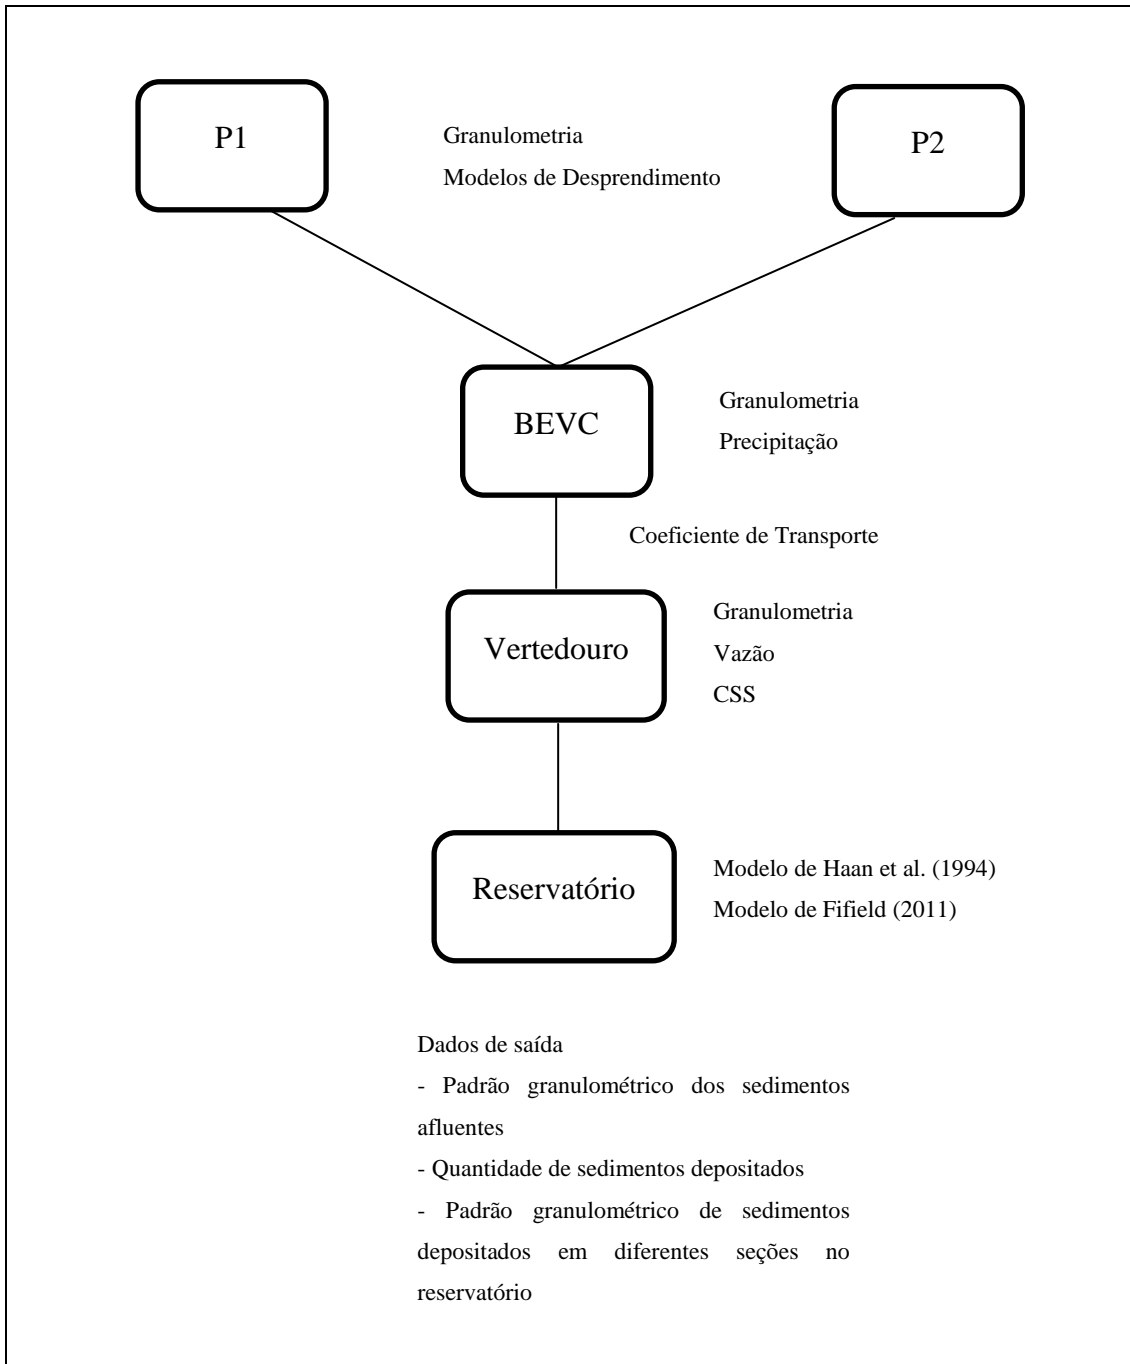 P1
Granulometria
Modelos de Desprendimento
P2
BEVC
Granulometria
Precipitação
Coeficiente de Transporte
Vertedouro
Granulometria
Vazão
CSS
Reservatório
Modelo de Haan et al. (1994)
Modelo de Fifield (2011)
Dados de saída
- Padrão granulométrico dos sedimentos
afluentes
- Quantidade de sedimentos depositados
- Padrão granulométrico de sedimentos
depositados em diferentes seções no
reservatório